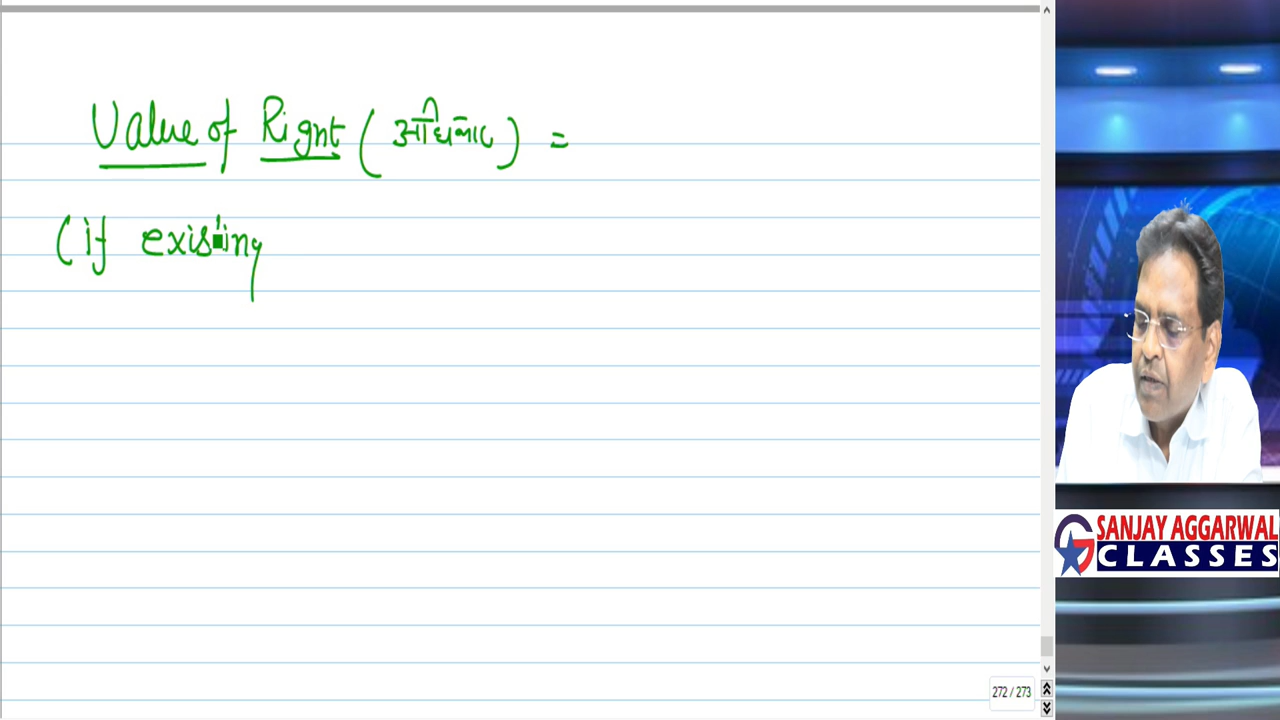 Value of Right (अधिकार) =
(if existing
SANJAY AGGARWAL
CLASSES
272 / 273